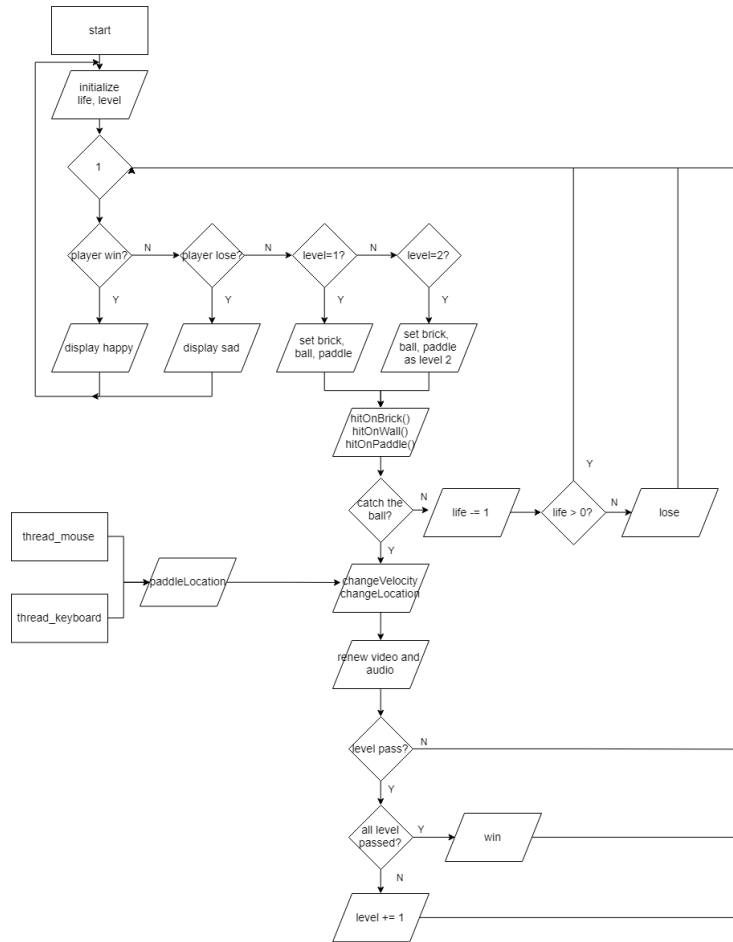 start
initialize
life, level
1
player win?
N
player lose?
N
level=1?
N
level=2?
Y
Y
Y
Y
display happy
display sad
set brick,
ball, paddle
set brick,
ball, paddle
as level 2
hitOnBrick()
hitOnWall()
hitOnPaddle()
Y
catch the
ball?
N
life -= 1
life > 0?
N
lose
thread_mouse
Y
paddleLocation
changeVelocity
changeLocation
thread_keyboard
renew video and
audio
level pass?
N
Y
all level
passed?
Y
win
N
level += 1